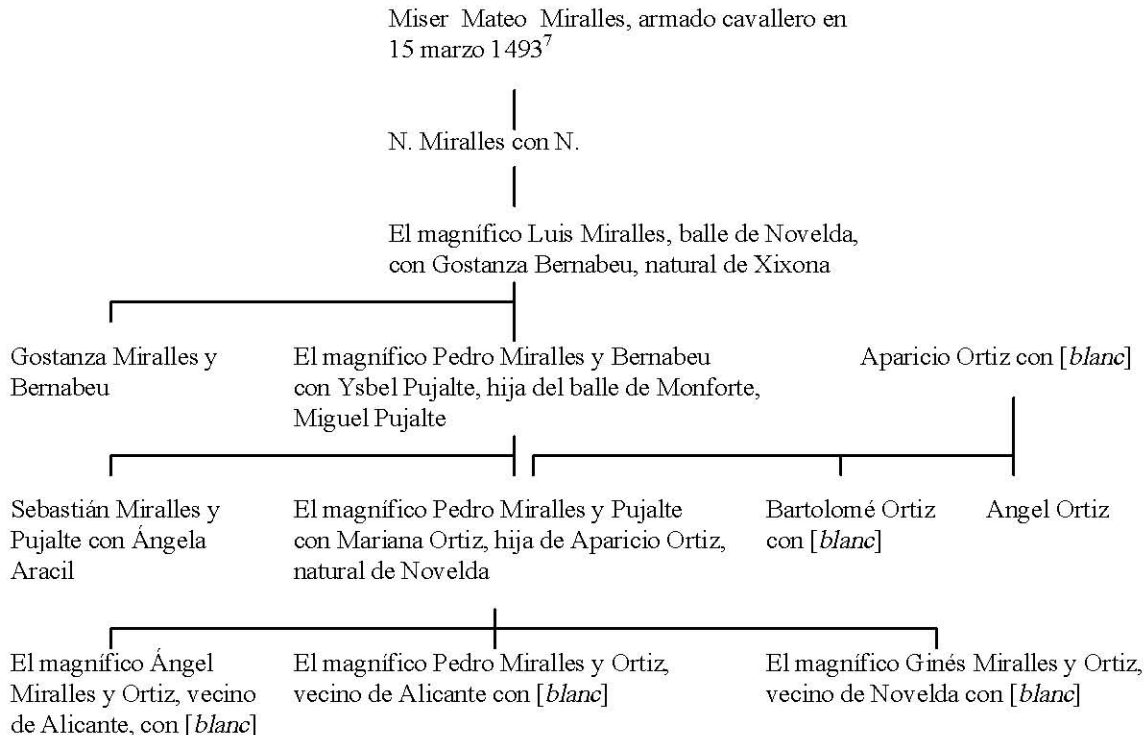 Miser Mateo Miralles, armado cavallero en
15 marzo 1493⁷
N. Miralles con N.
El magnífico Luis Miralles, balle de Novelda,
con Gostanza Bernabeu, natural de Xixona
Gostanza Miralles y
Bernabeu
El magnífico Pedro Miralles y Bernabeu
con Ysbel Pujalte, hija del balle de Monforte,
Miguel Pujalte
Aparicio Ortiz con [blanc]
Sebastián Miralles y
Pujalte con Ángela
Aracil
El magnífico Pedro Miralles y Pujalte
con Mariana Ortiz, hija de Aparicio Ortiz,
natural de Novelda
Bartolomé Ortiz
con [blanc]
Angel Ortiz
El magnífico Ángel
Miralles y Ortiz, vecino
de Alicante, con [blanc]
El magnífico Pedro Miralles y Ortiz,
vecino de Alicante con [blanc]
El magnífico Ginés Miralles y Ortiz,
vecino de Novelda con [blanc]